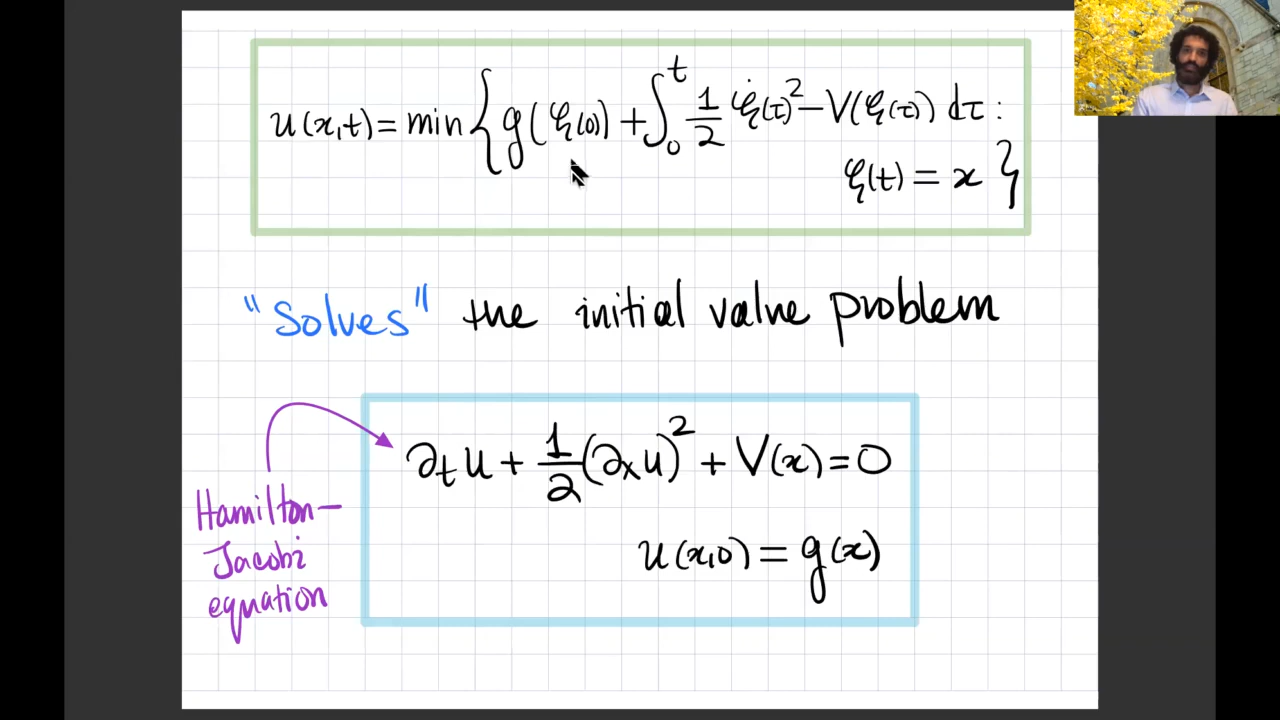 u(x,t) = min { g(ξ(0)) + ∫₀ᵗ 1/2 ξ̇(τ)² − V(ξ(τ)) dτ :
ξ(t) = x }
"Solves" the initial value problem
∂ₜu + 1/2 (∂ₓu)² + V(x) = 0
u(x,0) = g(x)
Hamilton-
Jacobi
equation